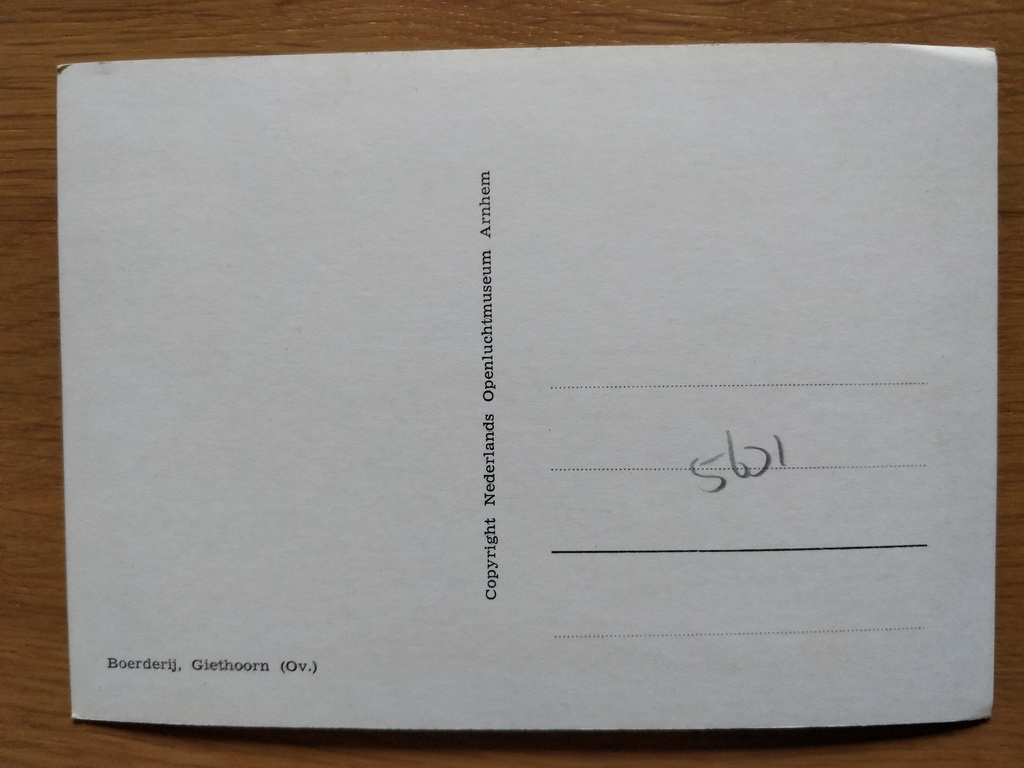 Copyright Nederlands Openluchtmuseum Arnhem
Boerderij, Giethoorn (Ov.)